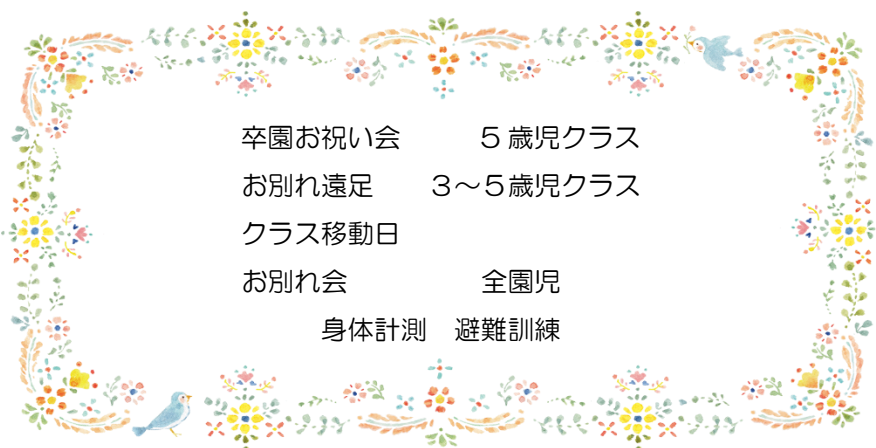 卒園お祝い会　　　５歳児クラス
お別れ遠足　　３～５歳児クラス
クラス移動日
お別れ会　　　　　全園児
身体計測　避難訓練